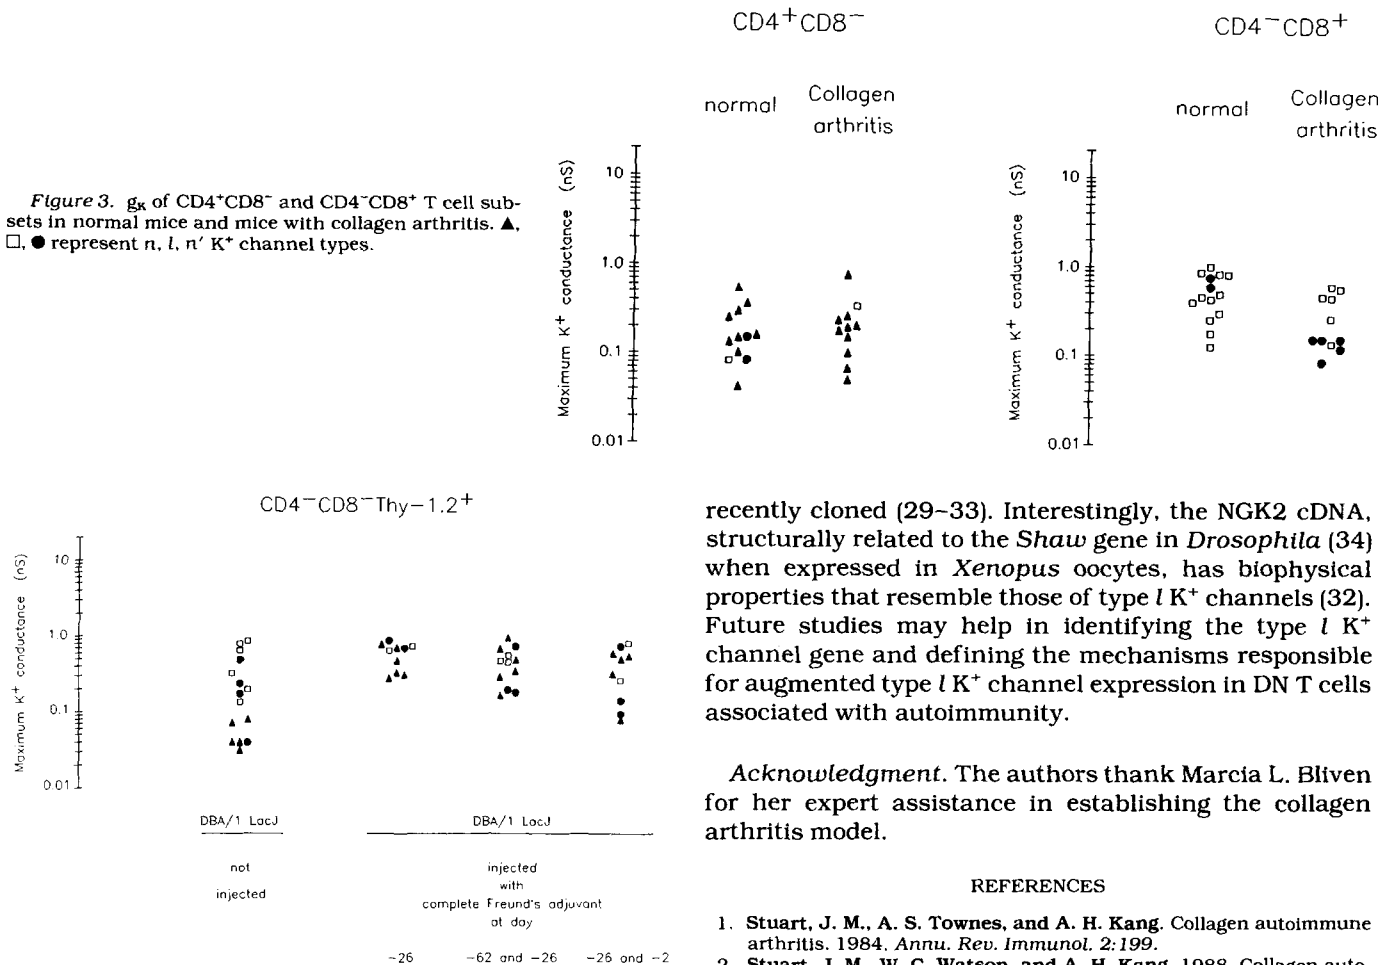 CD4⁺CD8⁻
normal
Collagen
arthritis
CD4⁻CD8⁺
normal
Collagen
arthritis
Figure 3. gK of CD4⁺CD8⁻ and CD4⁻CD8⁺ T cell sub-
sets in normal mice and mice with collagen arthritis. ▲,
□, ● represent n, l, n′ K⁺ channel types.
Maximum K⁺ conductance (nS)
10
1.0
0.1
0.01
Maximum K⁺ conductance (nS)
10
1.0
0.1
0.01
CD4⁻CD8⁻Thy-1.2⁺
Maximum K⁺ conductance (nS)
10
1.0
0.1
0.01
DBA/1 LacJ
not
injected
DBA/1 LacJ
injected
with
complete Freund's adjuvant
at day
-26
-62 and -26
-26 and -2
recently cloned (29–33). Interestingly, the NGK2 cDNA,
structurally related to the Shaw gene in Drosophila (34)
when expressed in Xenopus oocytes, has biophysical
properties that resemble those of type l K⁺ channels (32).
Future studies may help in identifying the type l K⁺
channel gene and defining the mechanisms responsible
for augmented type l K⁺ channel expression in DN T cells
associated with autoimmunity.
Acknowledgment. The authors thank Marcia L. Bliven
for her expert assistance in establishing the collagen
arthritis model.
REFERENCES
1. Stuart, J. M., A. S. Townes, and A. H. Kang. Collagen autoimmune
arthritis. 1984. Annu. Rev. Immunol. 2:199.
2. Stuart, J. M., W. C. Watson, and A. H. Kang. 1988. Collagen auto-